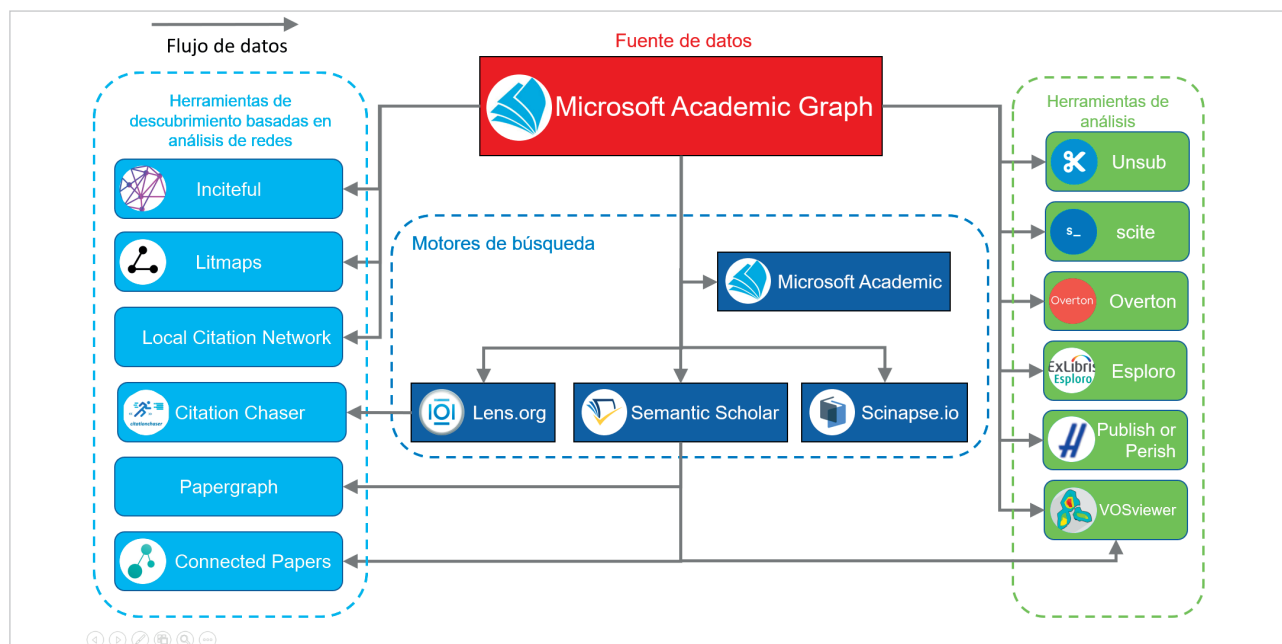 Flujo de datos
Fuente de datos
Microsoft Academic Graph
Herramientas de
descubrimiento basadas en
análisis de redes
Inciteful
Litmaps
Local Citation Network
citationchaser
Citation Chaser
Papergraph
Connected Papers
Motores de búsqueda
Microsoft Academic
Lens.org
Semantic Scholar
Scinapse.io
Herramientas de
análisis
Unsub
s_
scite
Overton
Overton
ExLibris
Esploro
Esploro
Publish or
Perish
VOSviewer